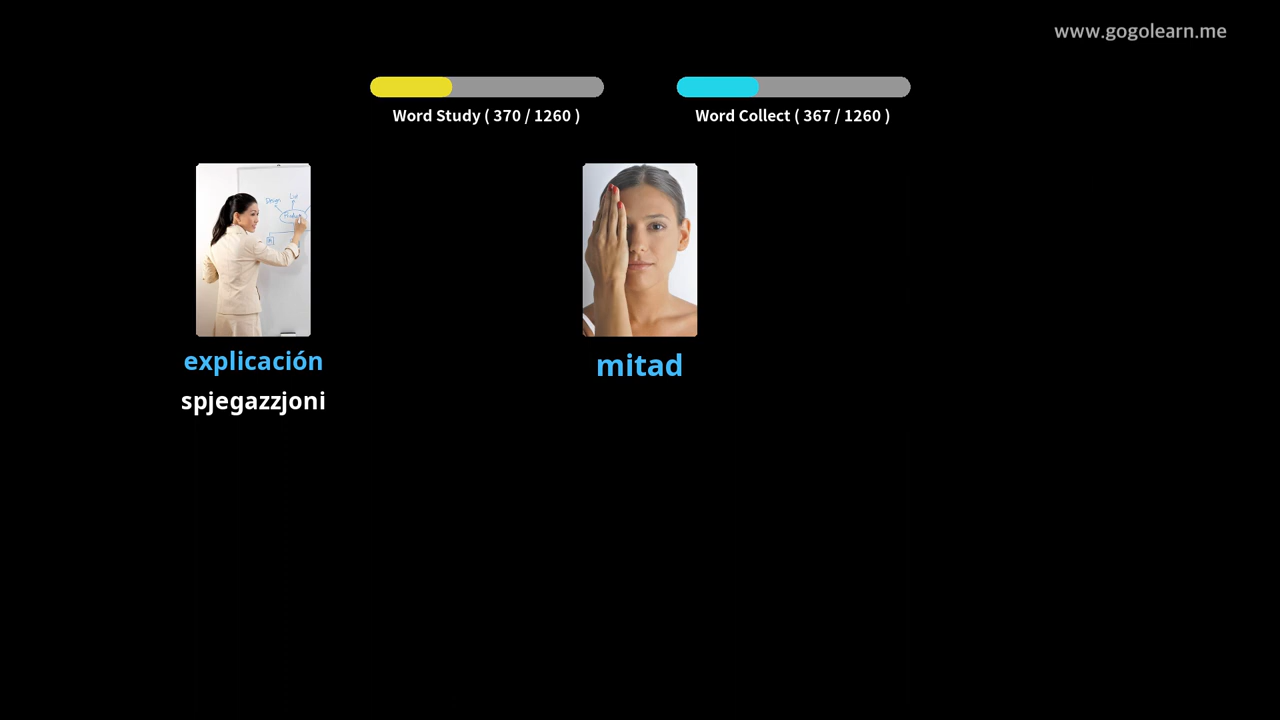 www.gogolearn.me
Word Study ( 370 / 1260 )
Word Collect ( 367 / 1260 )
explicación
spjegazzjoni
mitad